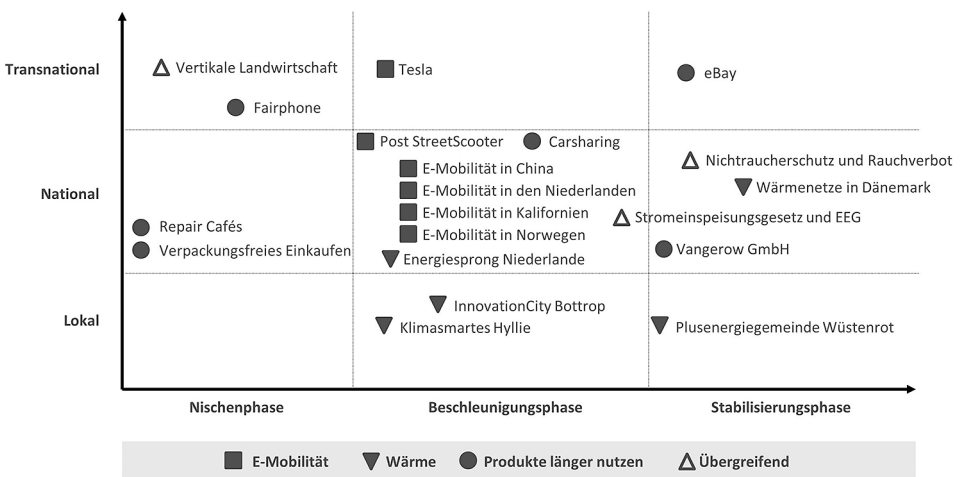 Transnational
Vertikale Landwirtschaft
Tesla
eBay
Fairphone
Post StreetScooter
Carsharing
E-Mobilität in China
Nichtraucherschutz und Rauchverbot
National
E-Mobilität in den Niederlanden
Wärmenetze in Dänemark
E-Mobilität in Kalifornien
Stromeinspeisungsgesetz und EEG
Repair Cafés
E-Mobilität in Norwegen
Verpackungsfreies Einkaufen
Energiesprong Niederlande
Vangerow GmbH
Lokal
InnovationCity Bottrop
Klimasmartes Hyllie
Plusenergiegemeinde Wüstenrot
Nischenphase
Beschleunigungsphase
Stabilisierungsphase
E-Mobilität
Wärme
Produkte länger nutzen
Übergreifend